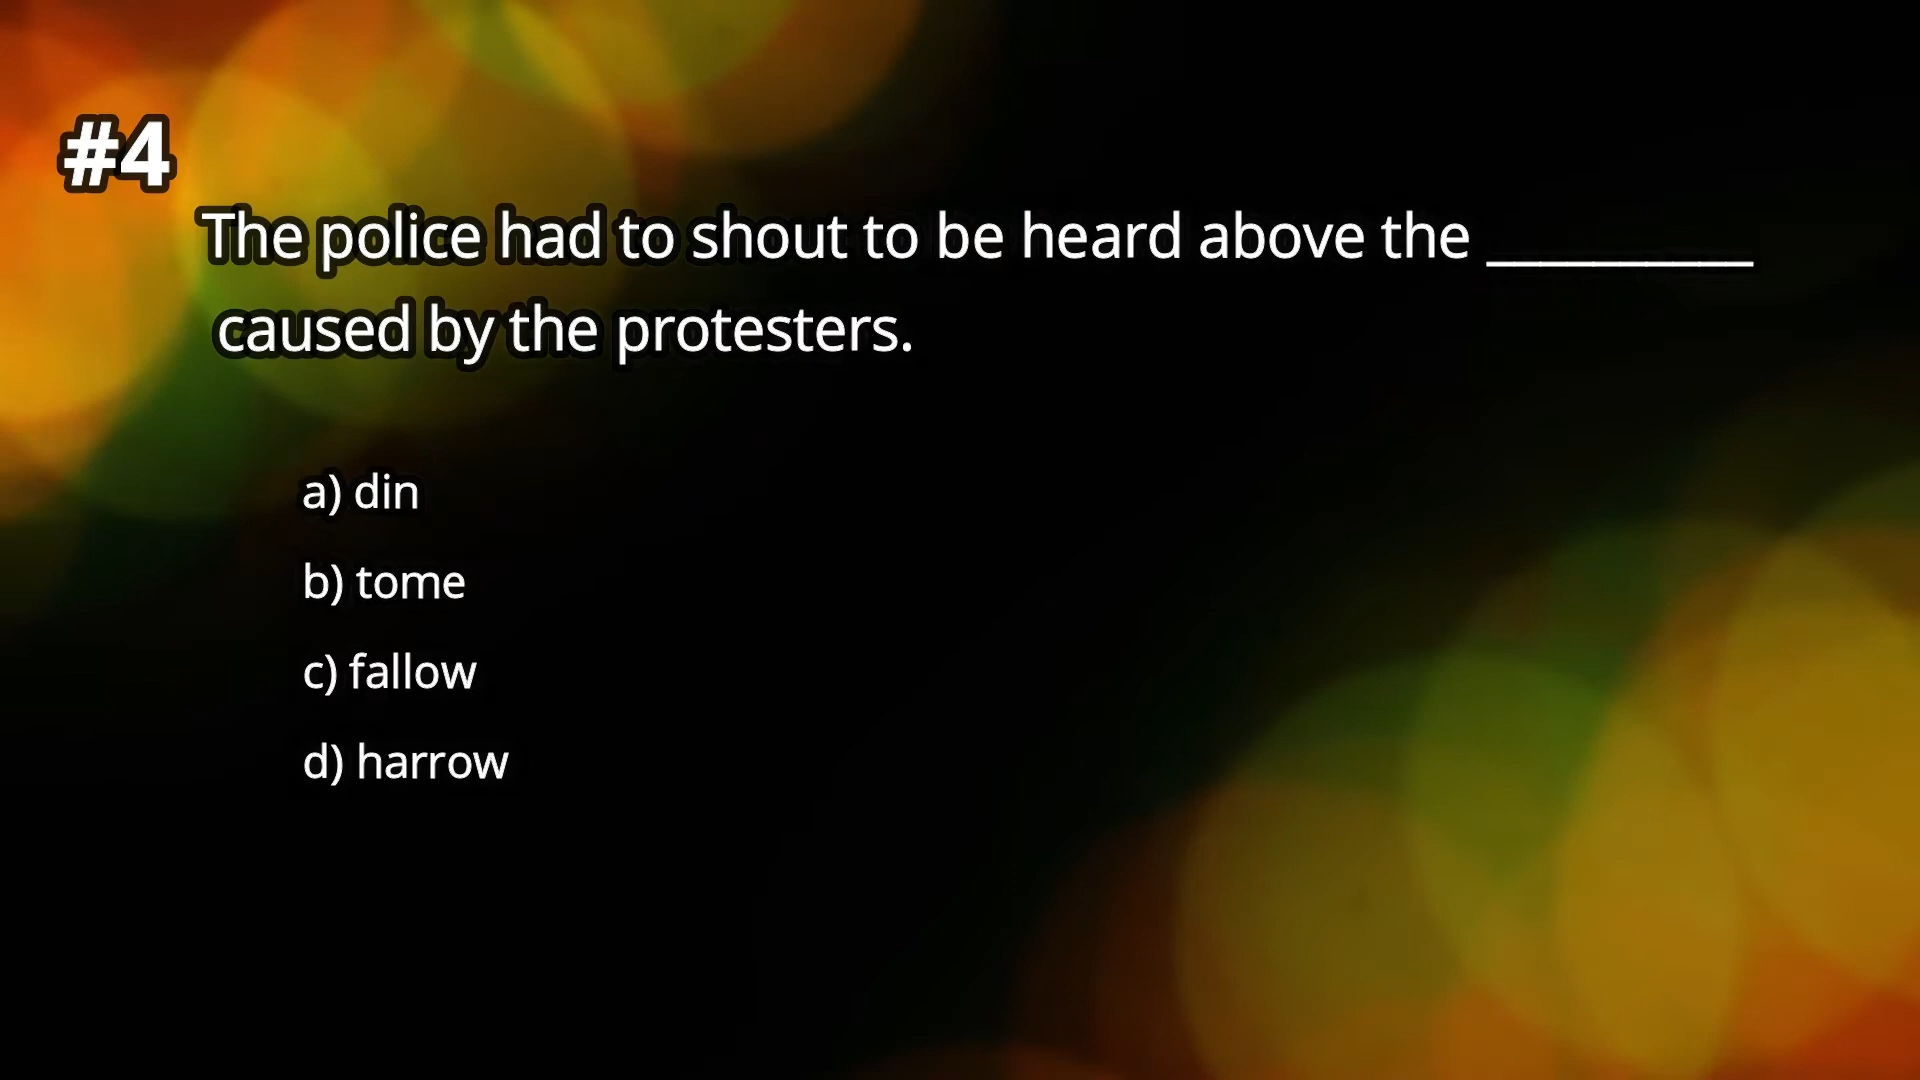 #4
The police had to shout to be heard above the __________
caused by the protesters.
a) din
b) tome
c) fallow
d) harrow